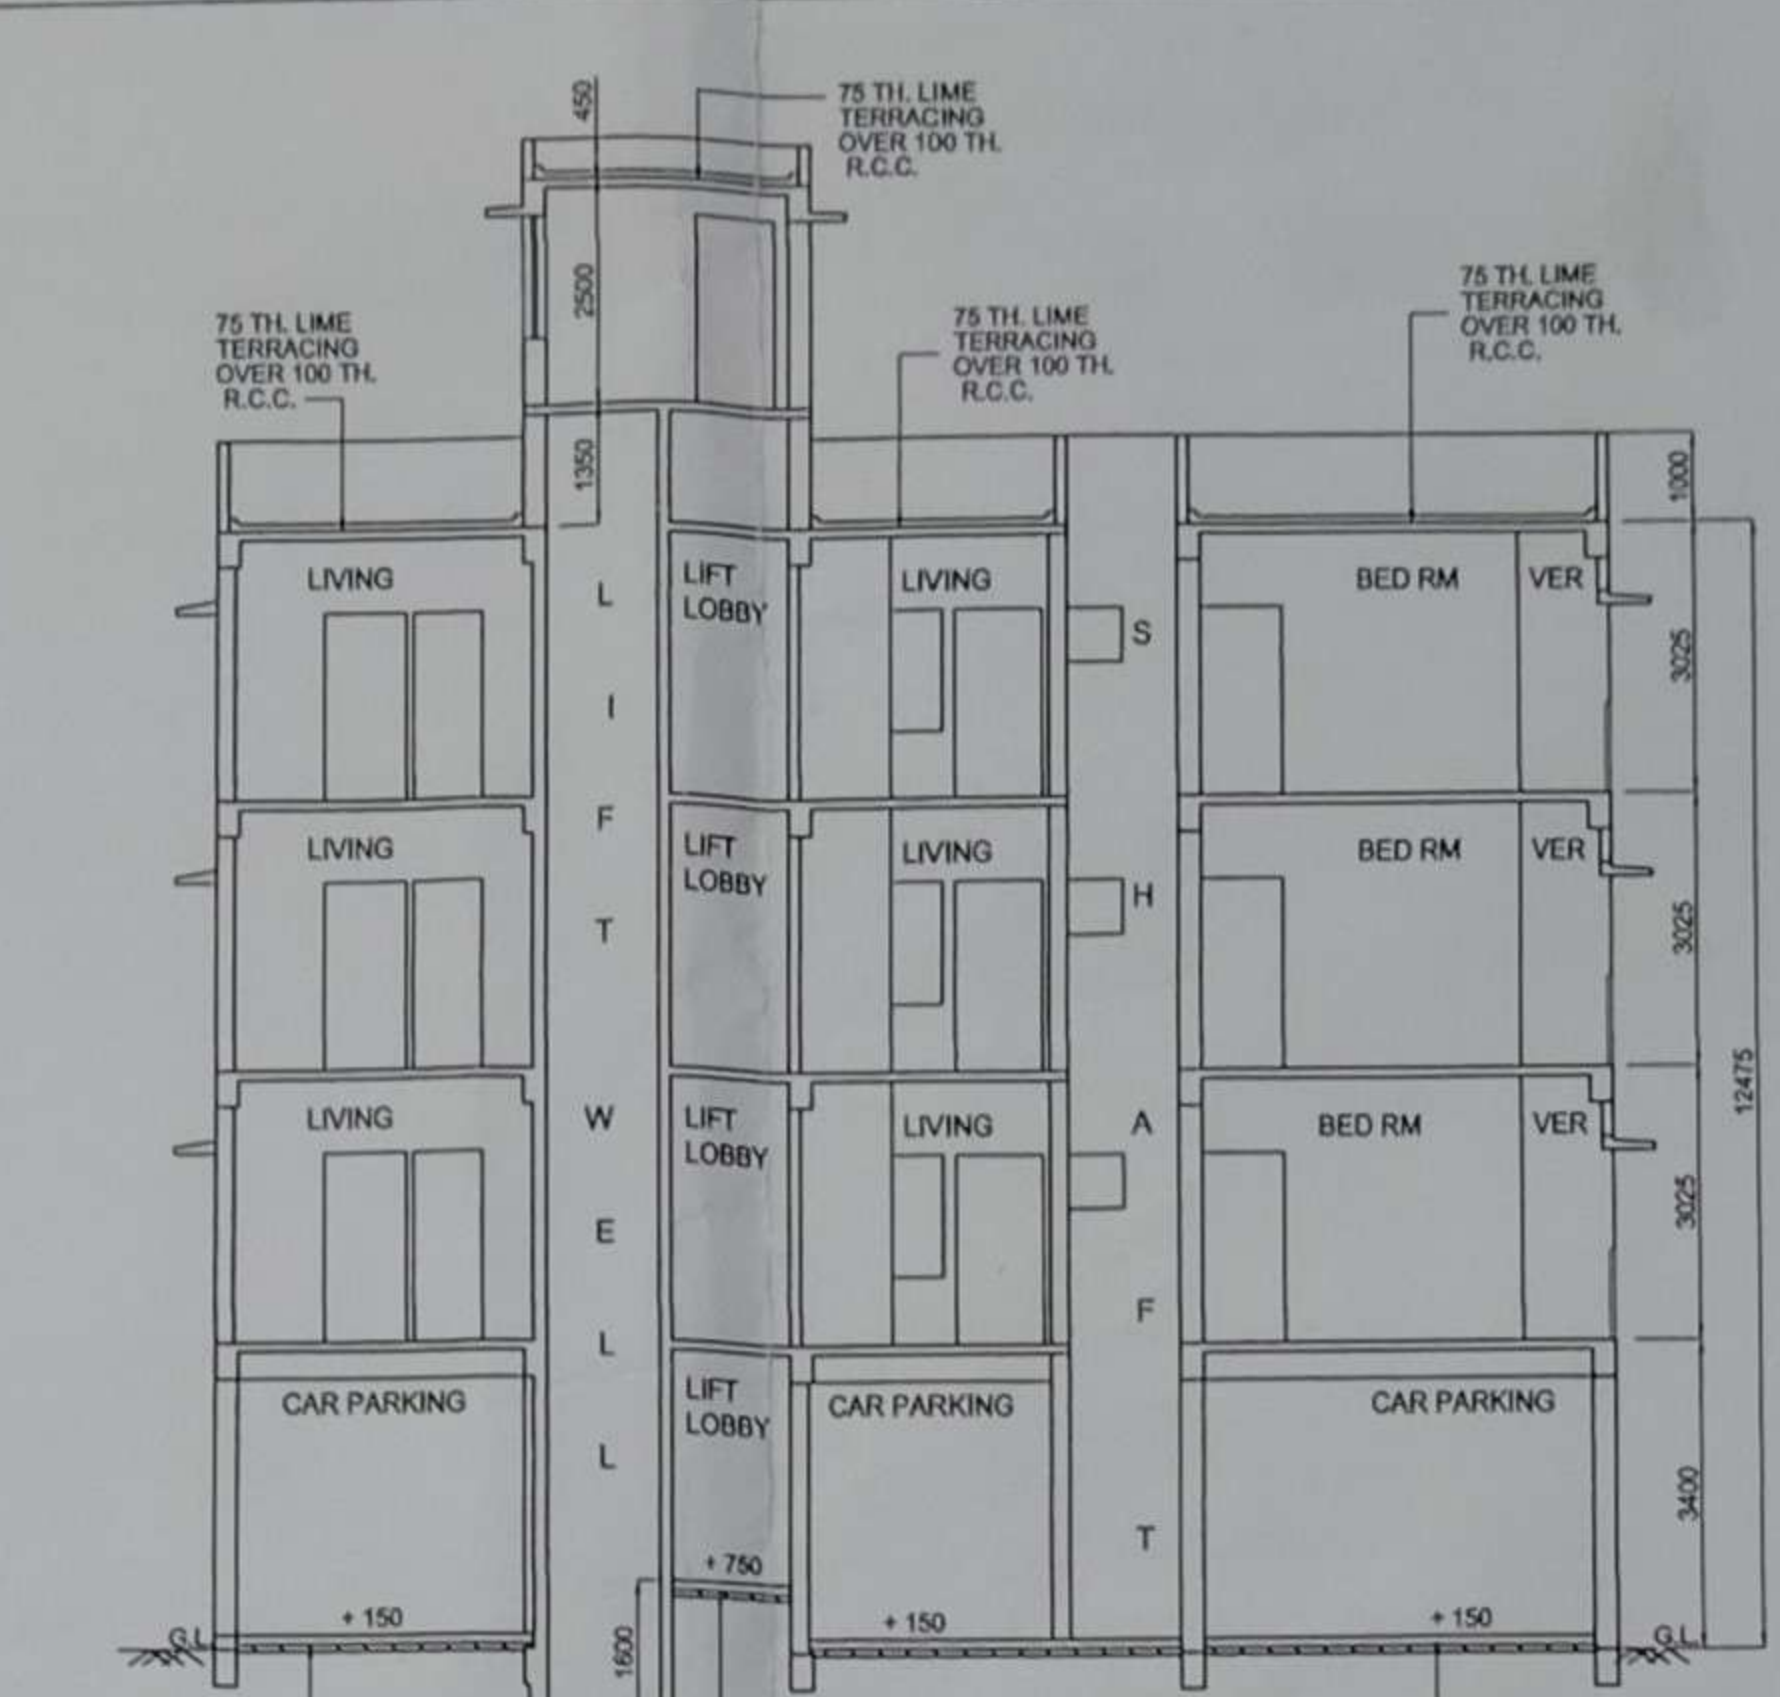 450
75 TH. LIME
TERRACING
OVER 100 TH.
R.C.C.
2500
75 TH. LIME
TERRACING
OVER 100 TH.
R.C.C.
75 TH. LIME
TERRACING
OVER 100 TH.
R.C.C.
75 TH. LIME
TERRACING
OVER 100 TH.
R.C.C.
1350
1000
LIVING
LIFT
LOBBY
LIVING
BED RM
VER
3025
LIVING
LIFT
LOBBY
LIVING
BED RM
VER
3025
LIVING
LIFT
LOBBY
LIVING
BED RM
VER
3025
12475
L I F T W E L L
S H A F T
CAR PARKING
LIFT
LOBBY
CAR PARKING
CAR PARKING
3400
+ 750
+ 150
+ 150
+ 150
G.L.
G.L.
1600